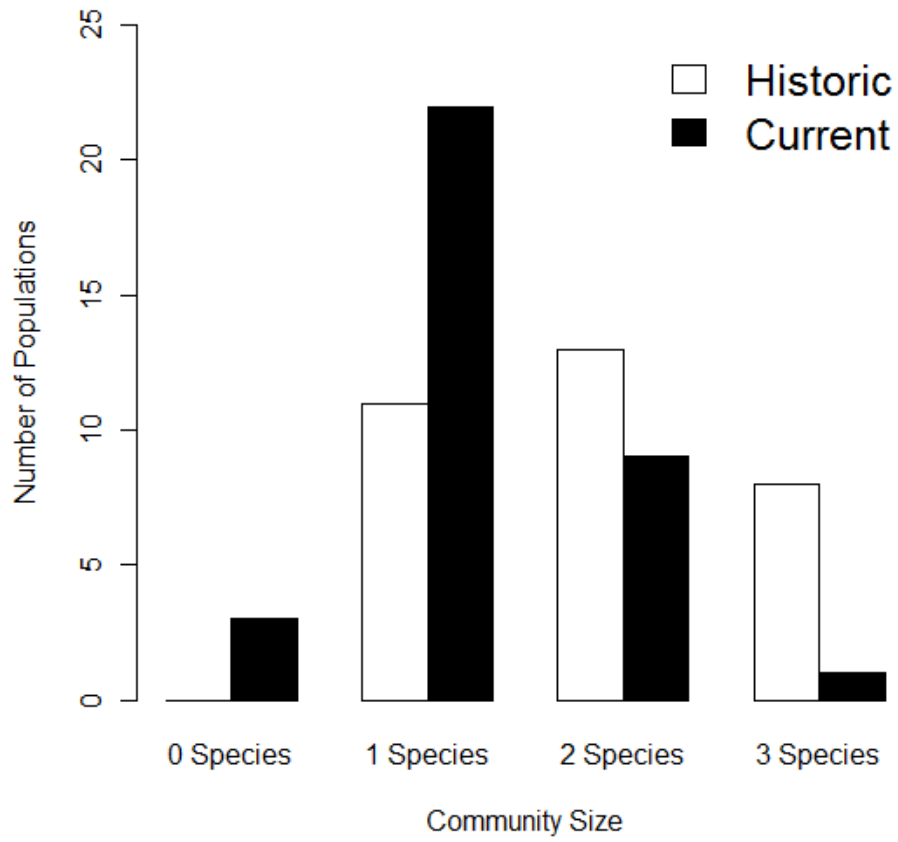 25
20
15
10
5
0
Number of Populations
Historic
Current
0 Species
1 Species
2 Species
3 Species
Community Size